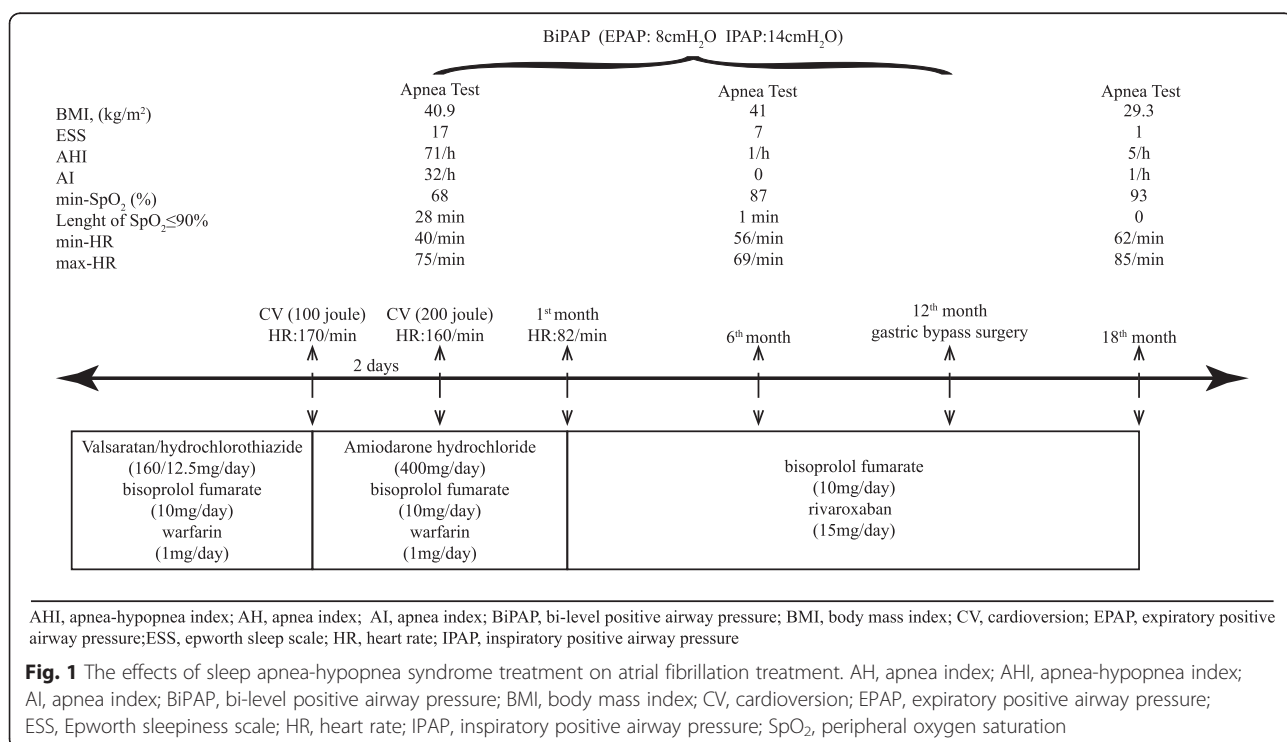 BiPAP (EPAP: 8cmH₂O IPAP:14cmH₂O)
Apnea Test Apnea Test Apnea Test
BMI, (kg/m²) 40.9 41 29.3
ESS 17 7 1
AHI 71/h 1/h 5/h
AI 32/h 0 1/h
min-SpO₂ (%) 68 87 93
Lenght of SpO₂≤90% 28 min 1 min 0
min-HR 40/min 56/min 62/min
max-HR 75/min 69/min 85/min
CV (100 joule) CV (200 joule) 1st month 12th month
HR:170/min HR:160/min HR:82/min 6th month gastric bypass surgery 18th month
2 days
Valsaratan/hydrochlorothiazide
(160/12.5mg/day)
bisoprolol fumarate
(10mg/day)
warfarin
(1mg/day)
Amiodarone hydrochloride
(400mg/day)
bisoprolol fumarate
(10mg/day)
warfarin
(1mg/day)
bisoprolol fumarate
(10mg/day)
rivaroxaban
(15mg/day)
AHI, apnea-hypopnea index; AH, apnea index; AI, apnea index; BiPAP, bi-level positive airway pressure; BMI, body mass index; CV, cardioversion; EPAP, expiratory positive
airway pressure;ESS, epworth sleep scale; HR, heart rate; IPAP, inspiratory positive airway pressure
Fig. 1 The effects of sleep apnea-hypopnea syndrome treatment on atrial fibrillation treatment. AH, apnea index; AHI, apnea-hypopnea index;
AI, apnea index; BiPAP, bi-level positive airway pressure; BMI, body mass index; CV, cardioversion; EPAP, expiratory positive airway pressure;
ESS, Epworth sleepiness scale; HR, heart rate; IPAP, inspiratory positive airway pressure; SpO₂, peripheral oxygen saturation